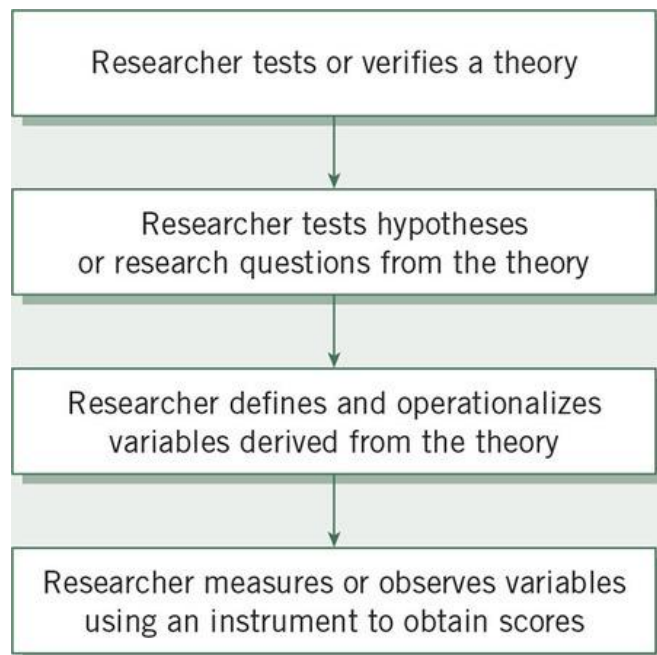 Researcher tests or verifies a theory
Researcher tests hypotheses
or research questions from the theory
Researcher defines and operationalizes
variables derived from the theory
Researcher measures or observes variables
using an instrument to obtain scores